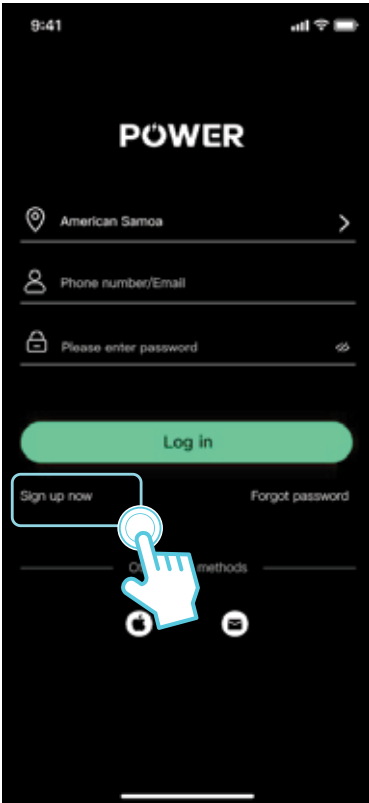 9:41
POWER
American Samoa
Phone number/Email
Please enter password
Log in
Sign up now
Forgot password
methods